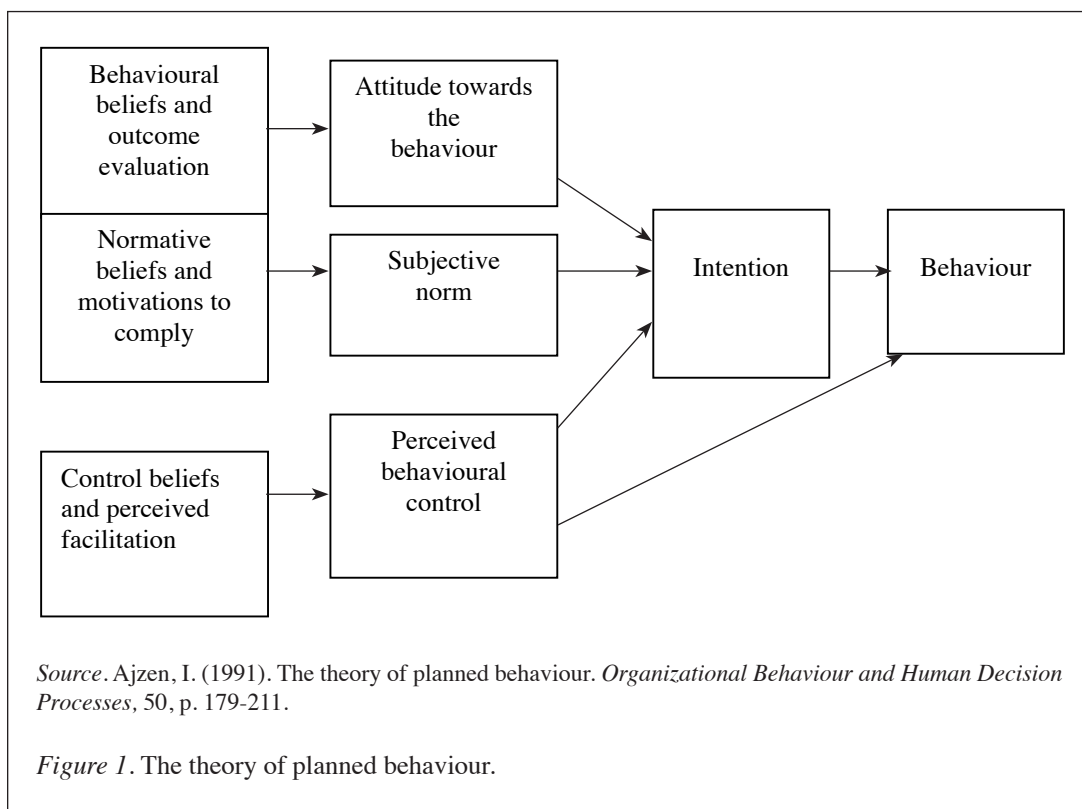 Behavioural
beliefs and
outcome
evaluation
Attitude towards
the
behaviour
Normative
beliefs and
motivations to
comply
Subjective
norm
Intention
Behaviour
Control beliefs
and perceived
facilitation
Perceived
behavioural
control
Source. Ajzen, I. (1991). The theory of planned behaviour. Organizational Behaviour and Human Decision
Processes, 50, p. 179-211.
Figure 1. The theory of planned behaviour.